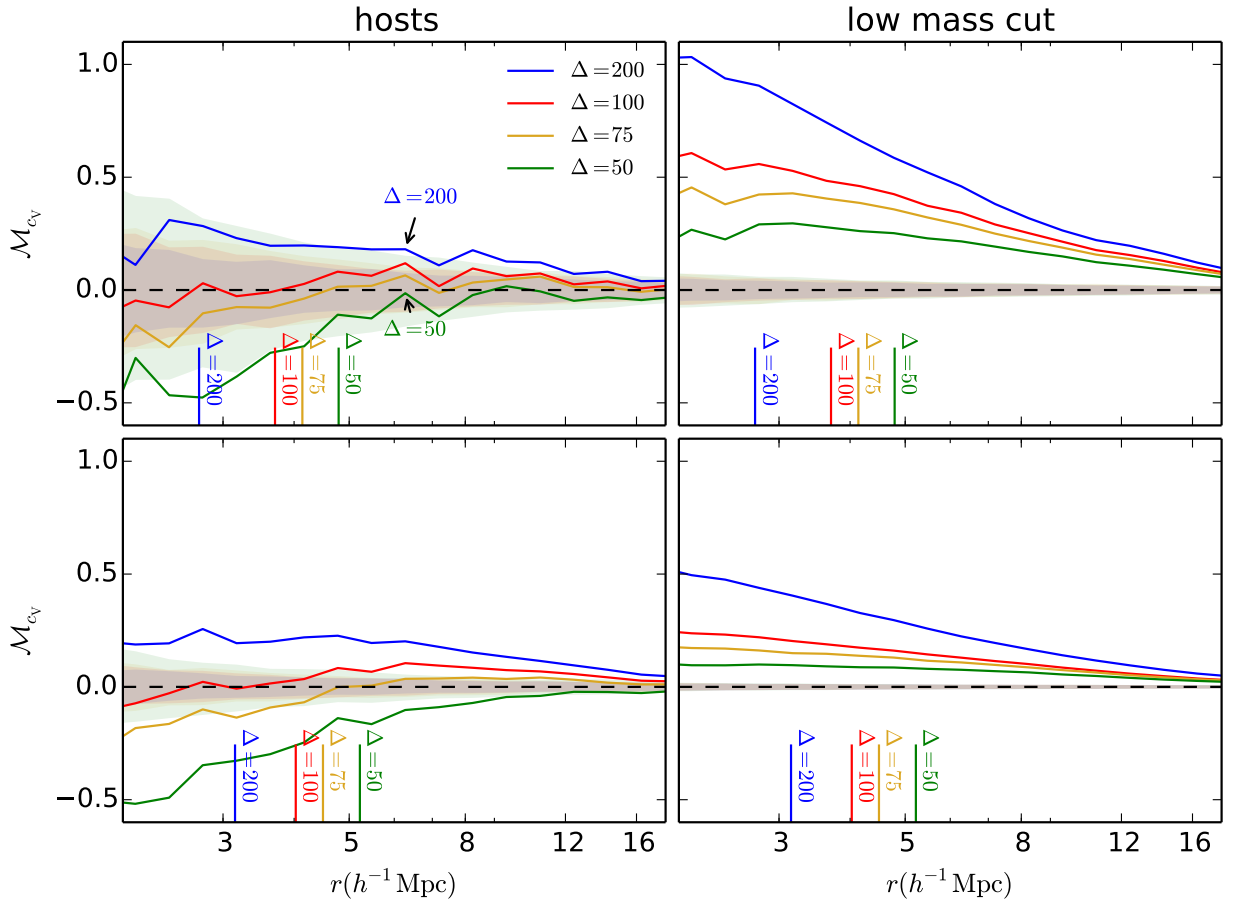 hosts
low mass cut
1.0
0.5
0.0
−0.5
𝓜_{c_V}
Δ = 200
Δ = 100
Δ = 75
Δ = 50
Δ = 200
Δ = 50
Δ = 200
Δ = 100
Δ = 75
Δ = 50
Δ = 200
Δ = 100
Δ = 75
Δ = 50
1.0
0.5
0.0
−0.5
𝓜_{c_V}
Δ = 200
Δ = 100
Δ = 75
Δ = 50
Δ = 200
Δ = 100
Δ = 75
Δ = 50
3 5 8 12 16
3 5 8 12 16
r(h⁻¹ Mpc)
r(h⁻¹ Mpc)